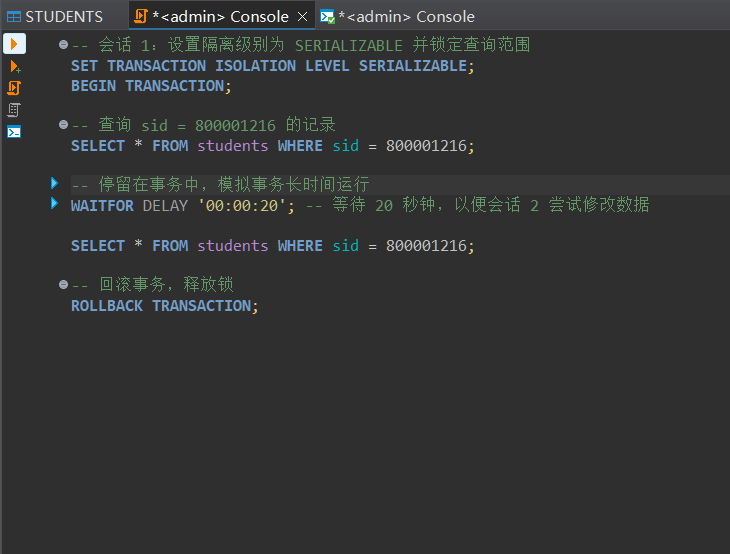 STUDENTS
*<admin> Console
*<admin> Console
-- 会话 1: 设置隔离级别为 SERIALIZABLE 并锁定查询范围
SET TRANSACTION ISOLATION LEVEL SERIALIZABLE;
BEGIN TRANSACTION;
-- 查询 sid = 800001216 的记录
SELECT * FROM students WHERE sid = 800001216;
-- 停留在事务中，模拟事务长时间运行
WAITFOR DELAY '00:00:20'; -- 等待 20 秒钟，以便会话 2 尝试修改数据
SELECT * FROM students WHERE sid = 800001216;
-- 回滚事务，释放锁
ROLLBACK TRANSACTION;